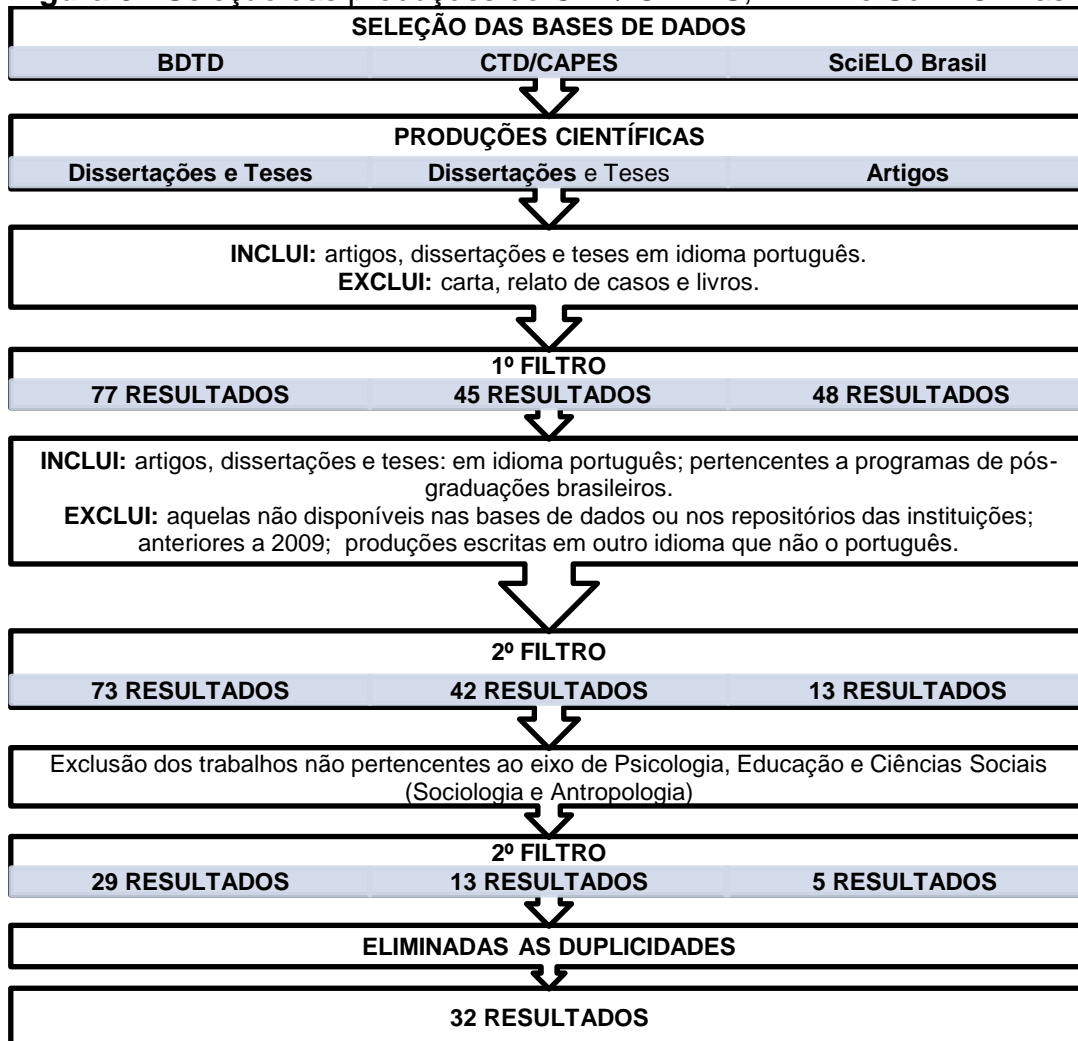 SELEÇÃO DAS BASES DE DADOS
BDTD CTD/CAPES SciELO Brasil
PRODUÇÕES CIENTÍFICAS
Dissertações e Teses Dissertações e Teses Artigos
INCLUI: artigos, dissertações e teses em idioma português.
EXCLUI: carta, relato de casos e livros.
1º FILTRO
77 RESULTADOS 45 RESULTADOS 48 RESULTADOS
INCLUI: artigos, dissertações e teses: em idioma português; pertencentes a programas de pós-
graduações brasileiros.
EXCLUI: aquelas não disponíveis nas bases de dados ou nos repositórios das instituições;
anteriores a 2009; produções escritas em outro idioma que não o português.
2º FILTRO
73 RESULTADOS 42 RESULTADOS 13 RESULTADOS
Exclusão dos trabalhos não pertencentes ao eixo de Psicologia, Educação e Ciências Sociais
(Sociologia e Antropologia)
2º FILTRO
29 RESULTADOS 13 RESULTADOS 5 RESULTADOS
ELIMINADAS AS DUPLICIDADES
32 RESULTADOS